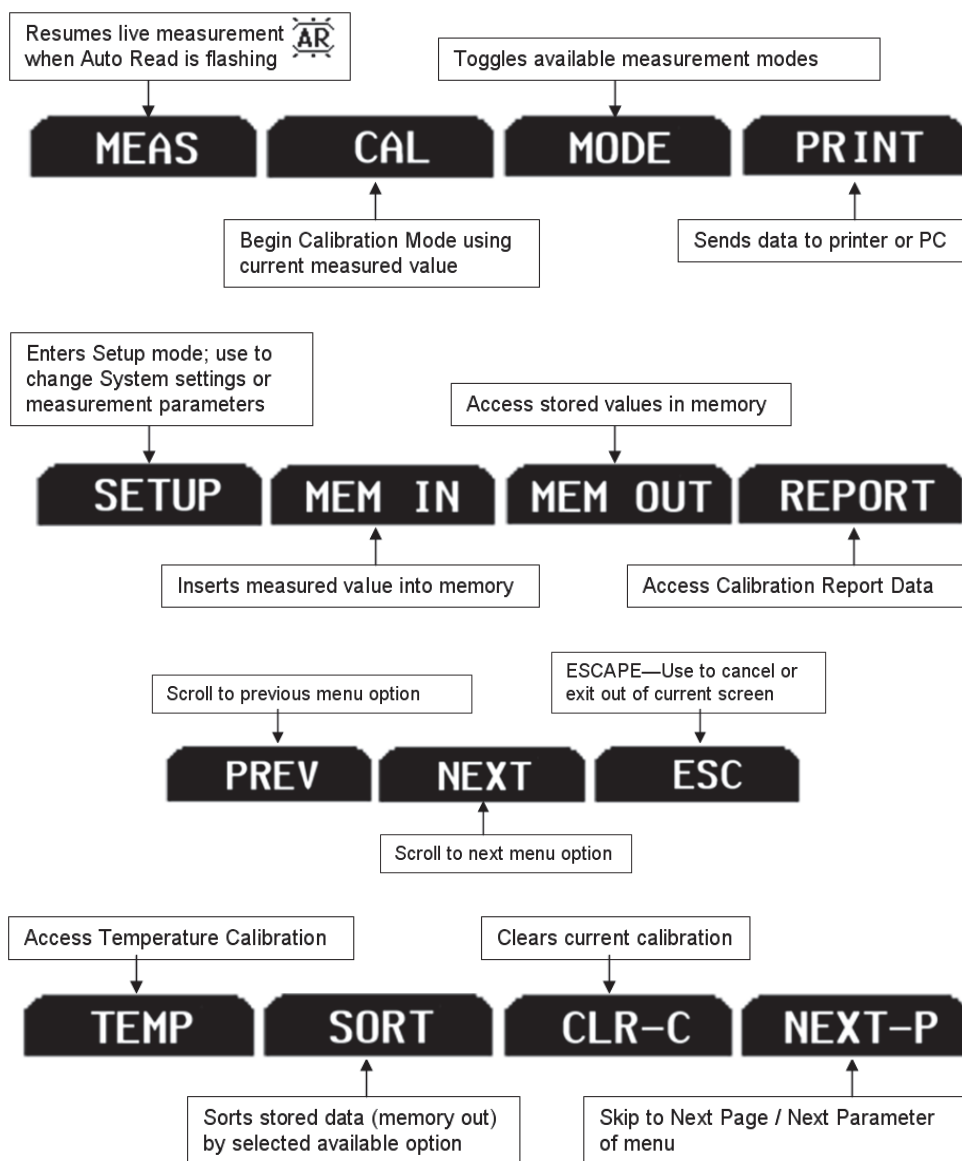 Resumes live measurement
when Auto Read is flashing AR
Toggles available measurement modes
MEAS CAL MODE PRINT
Begin Calibration Mode using
current measured value
Sends data to printer or PC
Enters Setup mode; use to
change System settings or
measurement parameters
Access stored values in memory
SETUP MEM IN MEM OUT REPORT
Inserts measured value into memory
Access Calibration Report Data
Scroll to previous menu option
ESCAPE—Use to cancel or
exit out of current screen
PREV NEXT ESC
Scroll to next menu option
Access Temperature Calibration
Clears current calibration
TEMP SORT CLR-C NEXT-P
Sorts stored data (memory out)
by selected available option
Skip to Next Page / Next Parameter
of menu